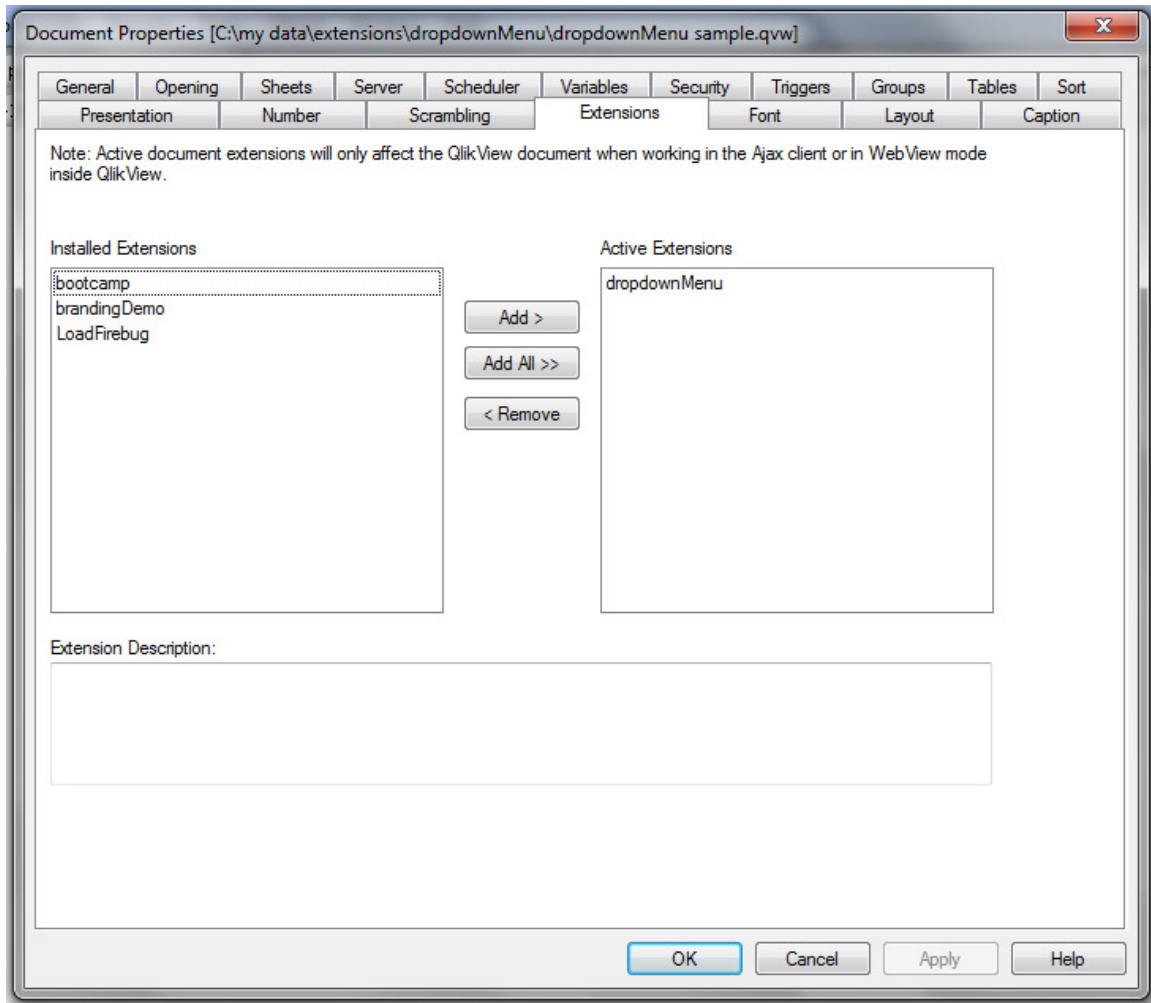 Document Properties [C:\my data\extensions\dropdownMenu\dropdownMenu sample.qvw]
General Opening Sheets Server Scheduler Variables Security Triggers Groups Tables Sort
Presentation Number Scrambling Extensions Font Layout Caption
Note: Active document extensions will only affect the QlikView document when working in the Ajax client or in WebView mode
inside QlikView.
Installed Extensions
bootcamp
brandingDemo
LoadFirebug
Add >
Add All >>
< Remove
Active Extensions
dropdownMenu
Extension Description:
OK Cancel Apply Help